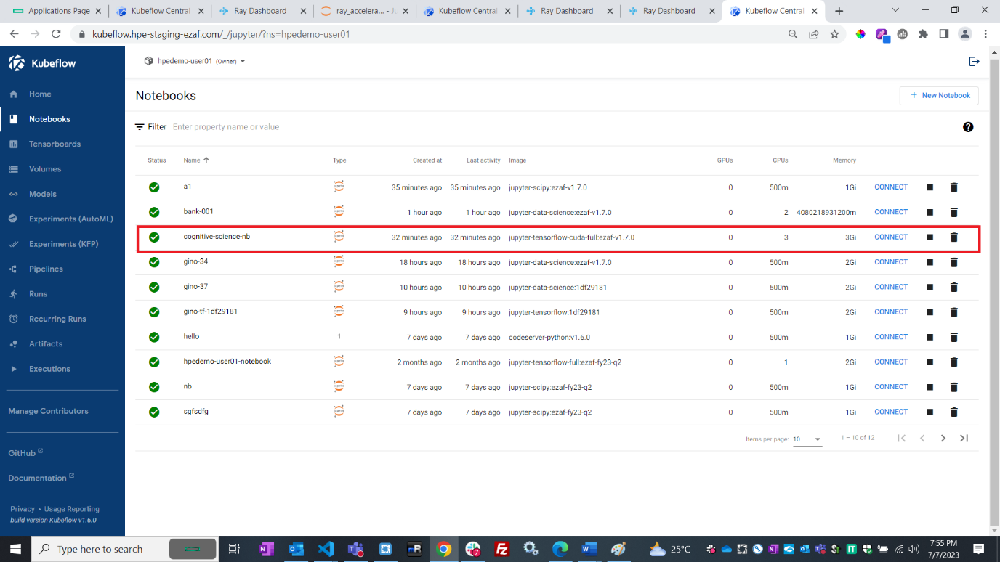 Applications Page
Kubeflow Central
Ray Dashboard
ray_accelera... - Ju
Kubeflow Central
Ray Dashboard
Ray Dashboard
Kubeflow Central
kubeflow.hpe-staging-ezaf.com/_/jupyter/?ns=hpedemo-user01
Kubeflow
hpedemo-user01 (Owner)
Home
Notebooks
Tensorboards
Volumes
Models
Experiments (AutoML)
Experiments (KFP)
Pipelines
Runs
Recurring Runs
Artifacts
Executions
Manage Contributors
GitHub
Documentation
Privacy • Usage Reporting
build version Kubeflow v1.6.0
Notebooks
+ New Notebook
Filter Enter property name or value
Status Name Type Created at Last activity Image GPUs CPUs Memory
a1 35 minutes ago 35 minutes ago jupyter-scipy:ezaf-v1.7.0 0 500m 1Gi CONNECT
bank-001 1 hour ago 1 hour ago jupyter-data-science:ezaf-v1.7.0 0 2 4080218931200m CONNECT
cognitive-science-nb 32 minutes ago 32 minutes ago jupyter-tensorflow-cuda-full:ezaf-v1.7.0 0 3 3Gi CONNECT
gino-34 18 hours ago 18 hours ago jupyter-data-science:ezaf-v1.7.0 0 500m 2Gi CONNECT
gino-37 10 hours ago 10 hours ago jupyter-data-science:1df29181 0 500m 2Gi CONNECT
gino-tf-1df29181 9 hours ago 9 hours ago jupyter-tensorflow:1df29181 0 500m 2Gi CONNECT
hello 1 7 days ago 7 days ago codeserver-python:v1.6.0 0 500m 1Gi CONNECT
hpedemo-user01-notebook 2 months ago 2 months ago jupyter-tensorflow-full:ezaf-fy23-q2 0 1 2Gi CONNECT
nb 7 days ago 7 days ago jupyter-scipy:ezaf-fy23-q2 0 500m 1Gi CONNECT
sgfsdfg 7 days ago 7 days ago jupyter-scipy:ezaf-fy23-q2 0 500m 1Gi CONNECT
Items per page: 10 1 – 10 of 12
Type here to search
25°C
7:55 PM
7/7/2023